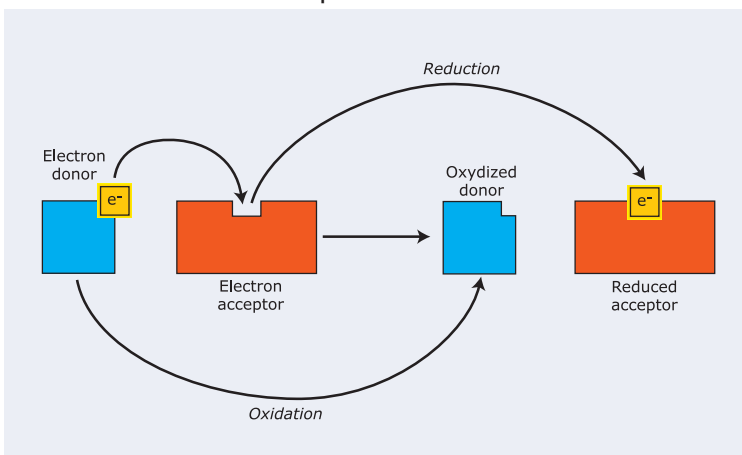 Reduction
Electron
donor
e-
Electron
acceptor
Oxydized
donor
e-
Reduced
acceptor
Oxidation